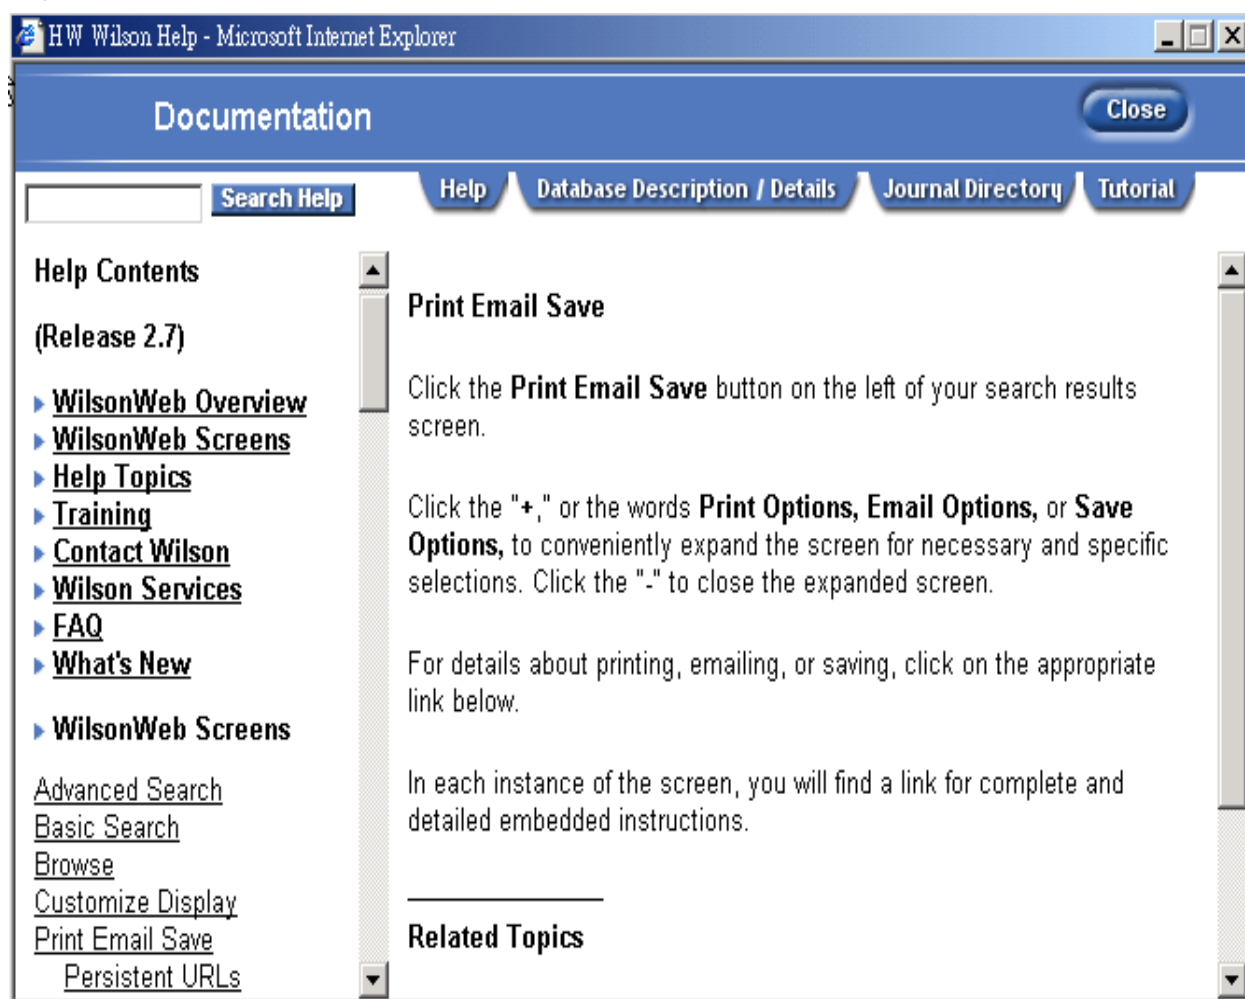 HW Wilson Help - Microsoft Internet Explorer
Documentation
Close
Search Help
Help
Database Description / Details
Journal Directory
Tutorial
Help Contents
(Release 2.7)
WilsonWeb Overview
WilsonWeb Screens
Help Topics
Training
Contact Wilson
Wilson Services
FAQ
What's New
WilsonWeb Screens
Advanced Search
Basic Search
Browse
Customize Display
Print Email Save
Persistent URLs
Print Email Save
Click the Print Email Save button on the left of your search results
screen.
Click the "+," or the words Print Options, Email Options, or Save
Options, to conveniently expand the screen for necessary and specific
selections. Click the "-" to close the expanded screen.
For details about printing, emailing, or saving, click on the appropriate
link below.
In each instance of the screen, you will find a link for complete and
detailed embedded instructions.
Related Topics